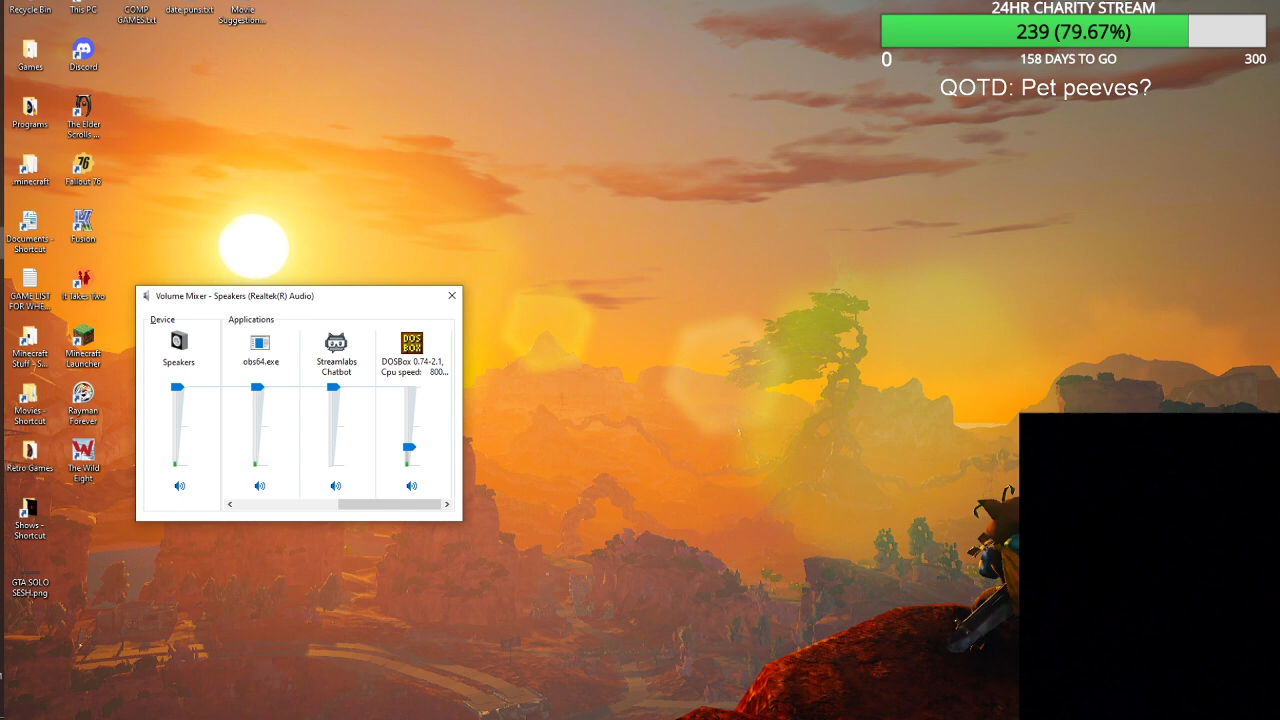 Recycle Bin
This PC
COMP
GAMES.txt
date puns.txt
Movie
Suggestion...
24HR CHARITY STREAM
239 (79.67%)
0
158 DAYS TO GO
300
QOTD: Pet peeves?
Games
Discord
Programs
The Elder
Scrolls ...
.minecraft
76
Fallout 76
Documents -
Shortcut
Fusion
GAME LIST
FOR WHE...
It Takes Two
Minecraft
Stuff - S...
Minecraft
Launcher
Movies -
Shortcut
Rayman
Forever
Retro Games
The Wild
Eight
Shows -
Shortcut
GTA SOLO
SESH.png
Volume Mixer - Speakers (Realtek(R) Audio)
Device
Applications
Speakers
obs64.exe
Streamlabs
Chatbot
DOS
BOX
DOSBox 0.74-2.1,
Cpu speed: 800...